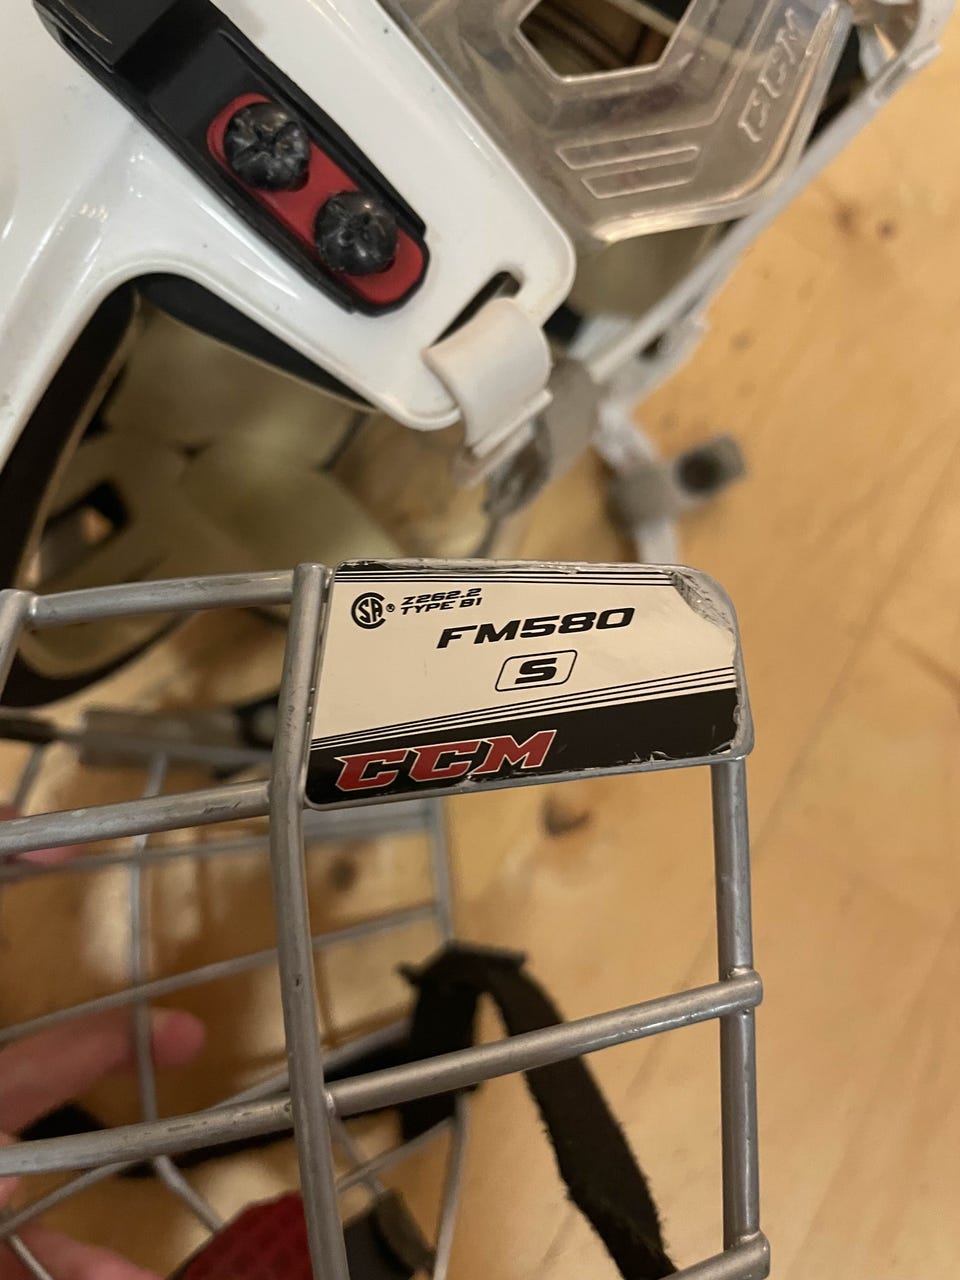 CCM
CSA® Z262.2
TYPE B1
FM580
S
CCM